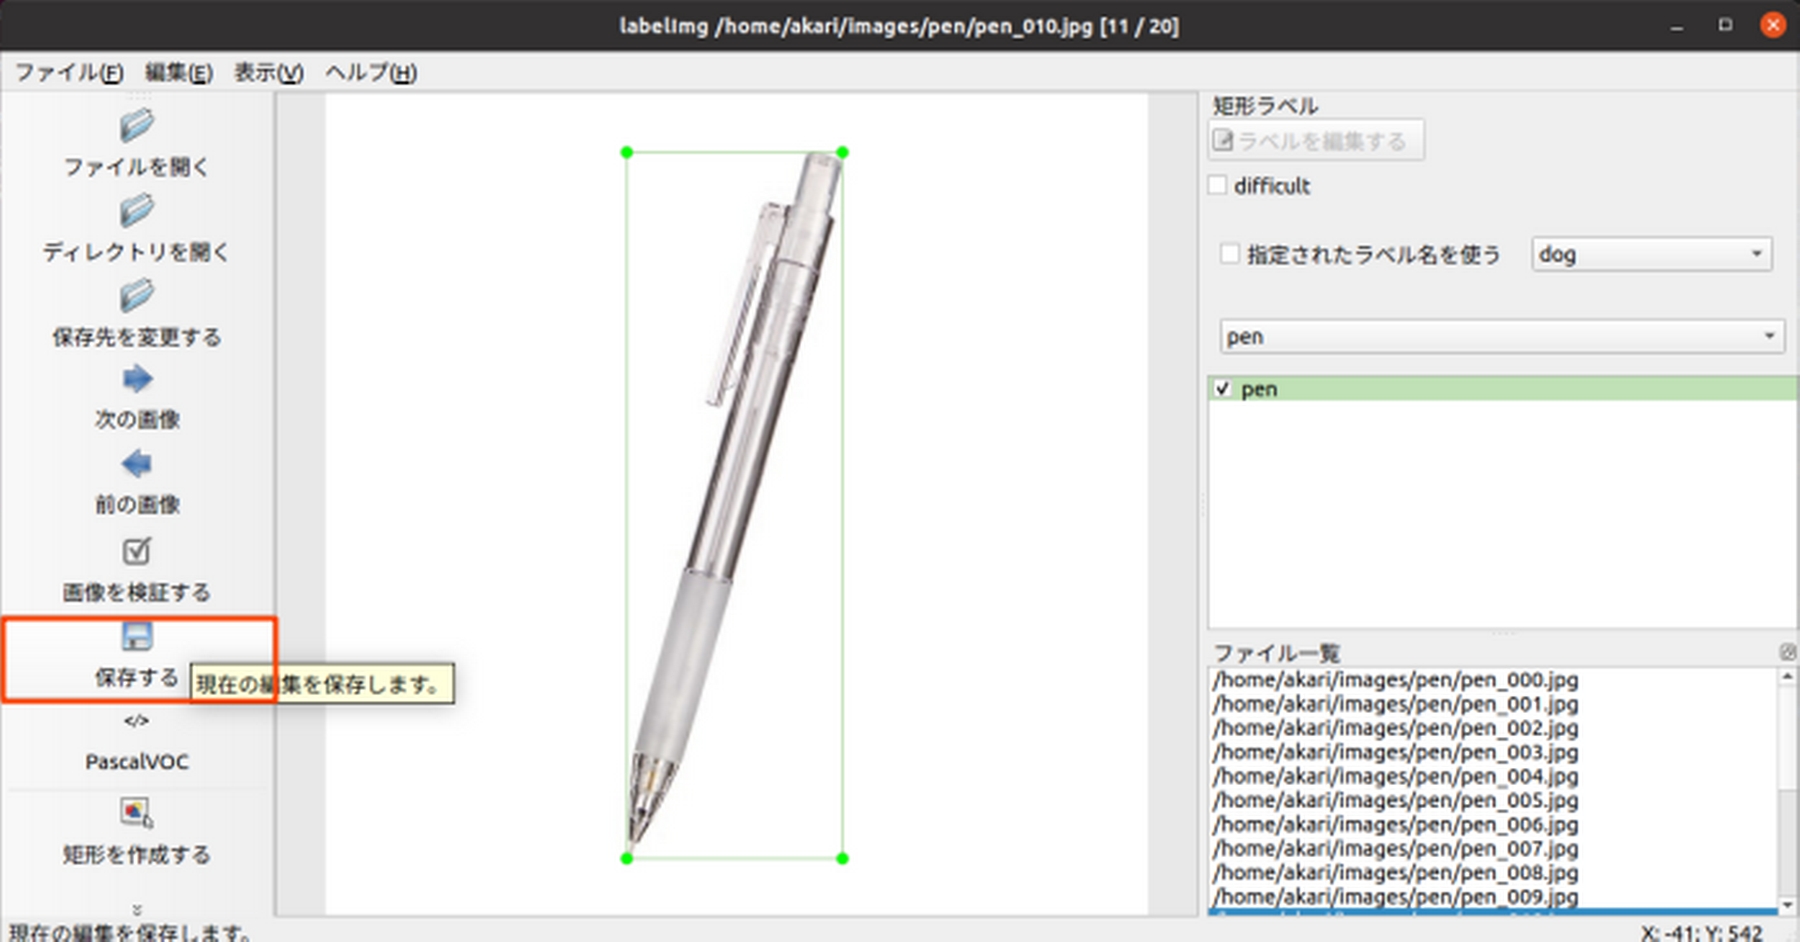 labelImg /home/akari/images/pen/pen_010.jpg [11 / 20]
ファイル(F) 編集(E) 表示(V) ヘルプ(H)
ファイルを開く
ディレクトリを開く
保存先を変更する
次の画像
前の画像
画像を検証する
保存する
現在の編集を保存します。
</>
PascalVOC
矩形を作成する
矩形ラベル
ラベルを編集する
difficult
指定されたラベル名を使う dog
pen
pen
ファイル一覧
/home/akari/images/pen/pen_000.jpg
/home/akari/images/pen/pen_001.jpg
/home/akari/images/pen/pen_002.jpg
/home/akari/images/pen/pen_003.jpg
/home/akari/images/pen/pen_004.jpg
/home/akari/images/pen/pen_005.jpg
/home/akari/images/pen/pen_006.jpg
/home/akari/images/pen/pen_007.jpg
/home/akari/images/pen/pen_008.jpg
/home/akari/images/pen/pen_009.jpg
現在の編集を保存します。
X: -41; Y: 542